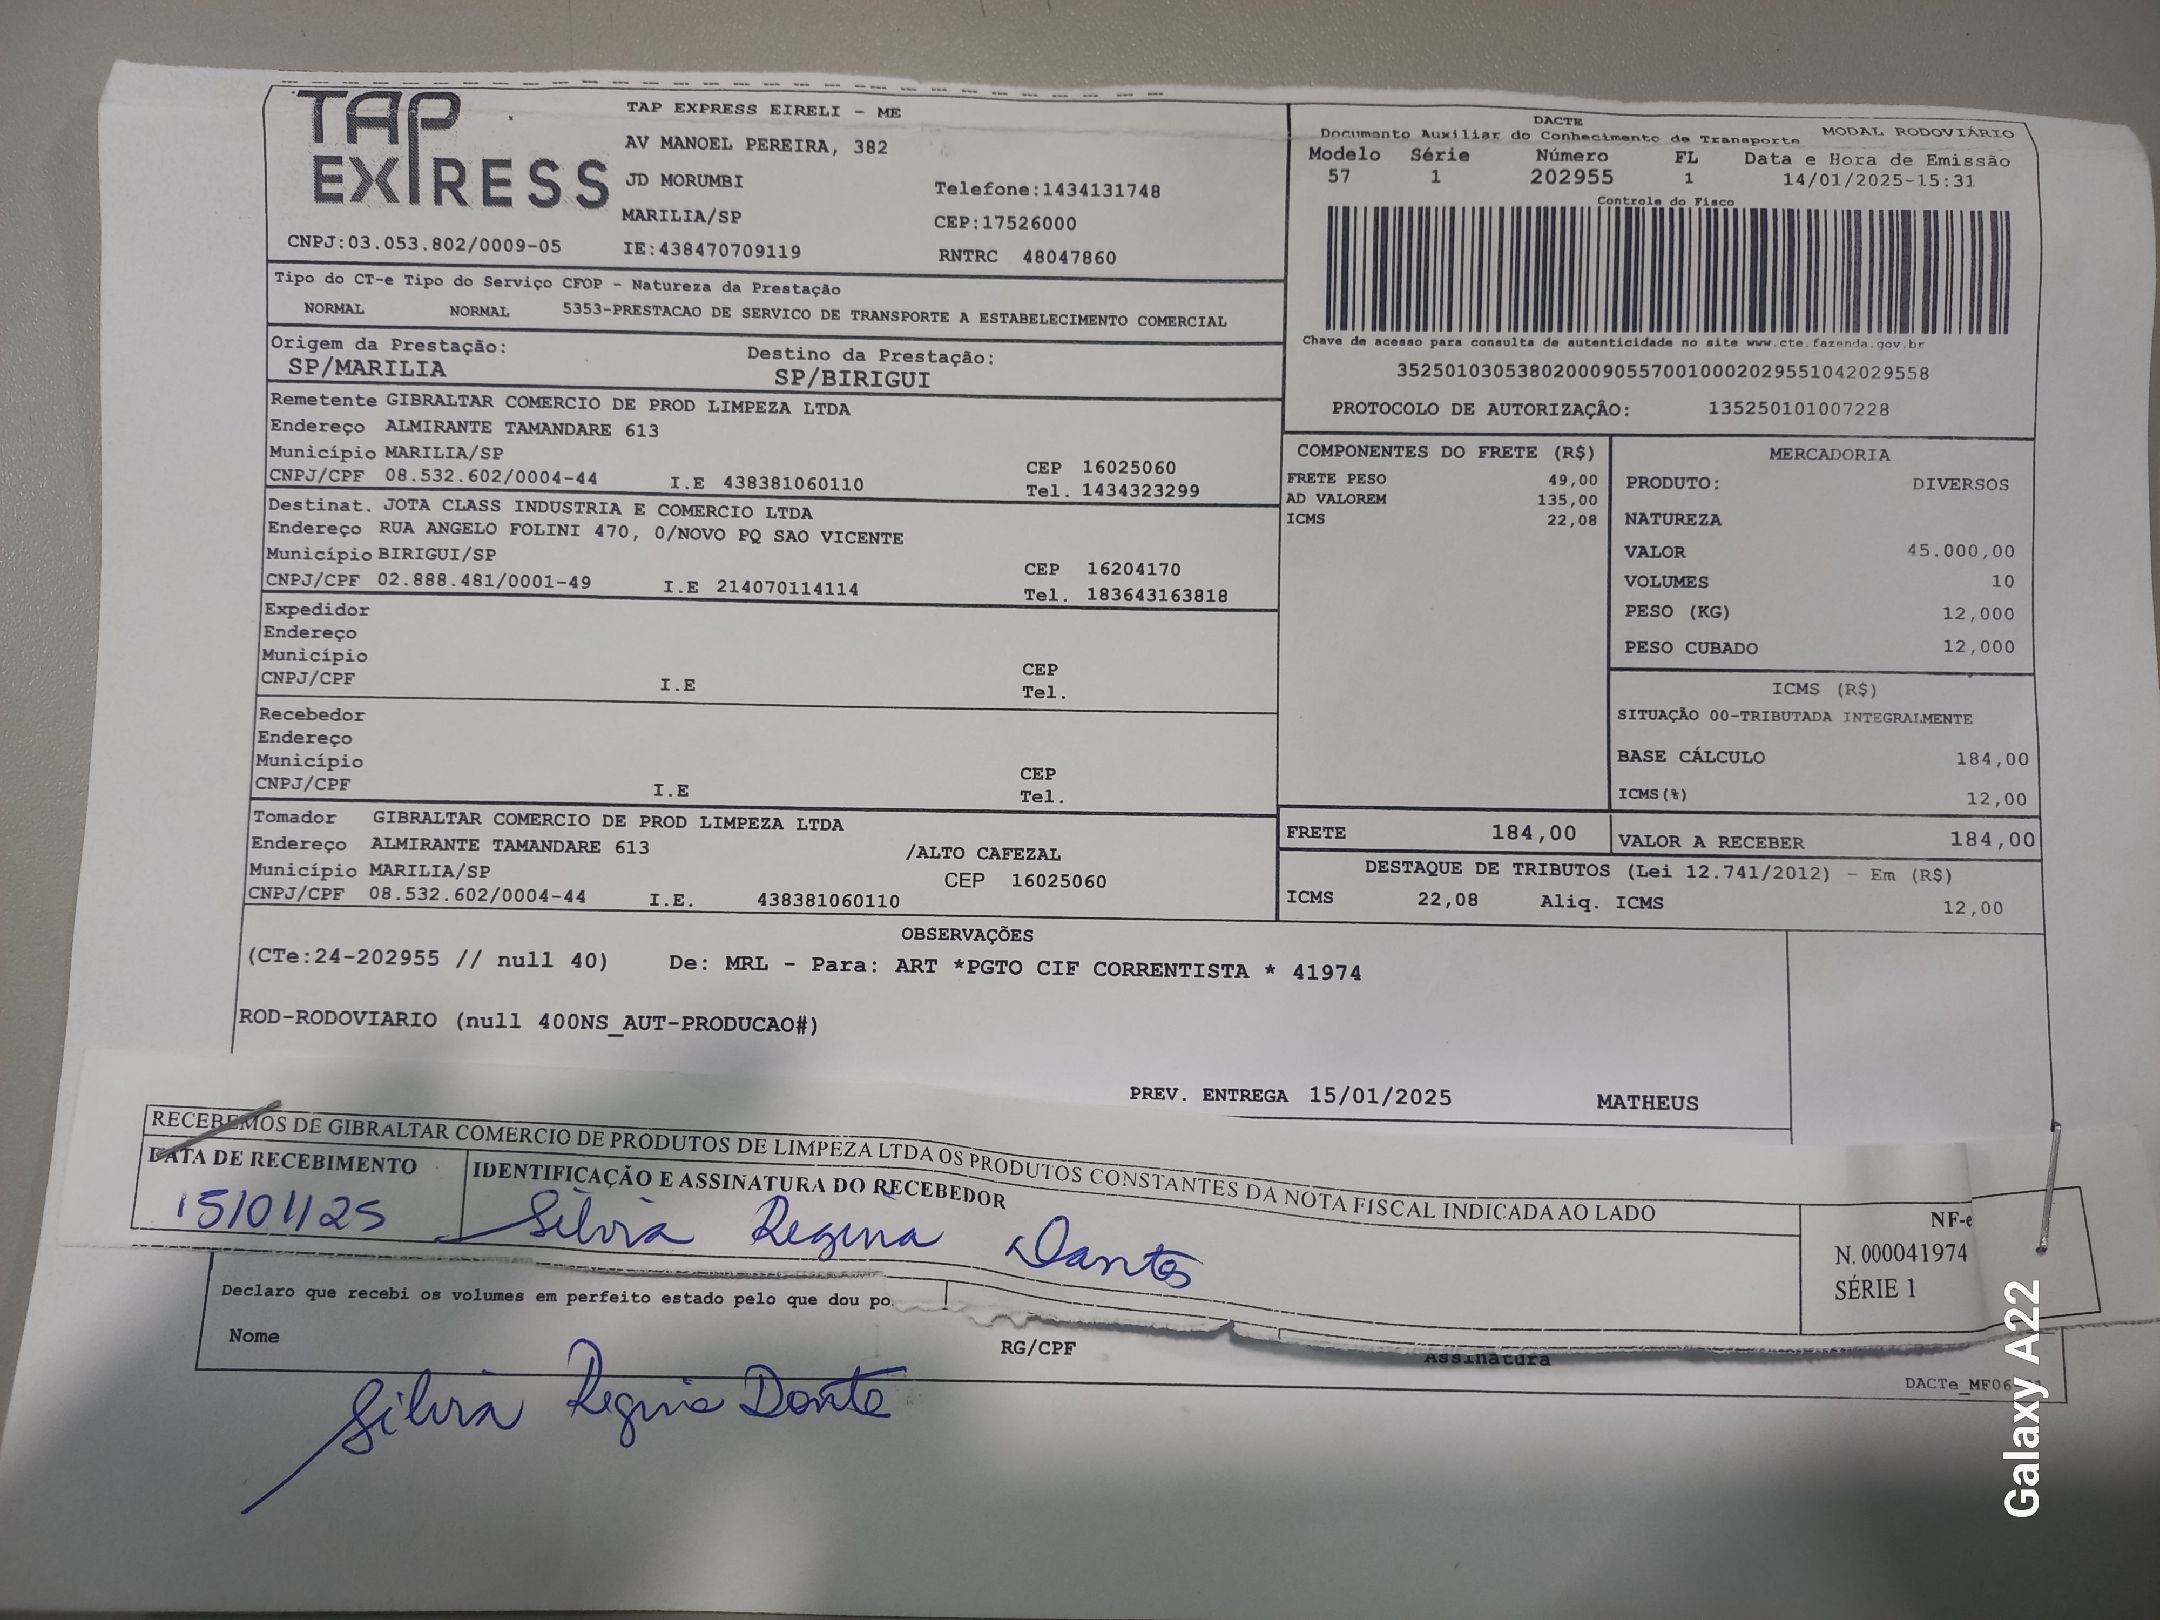 TAP EXPRESS
TAP EXPRESS EIRELI - ME
AV MANOEL PEREIRA, 382
JD MORUMBI
Telefone:1434131748
MARILIA/SP
CEP:17526000
CNPJ:03.053.802/0009-05 IE:438470709119 RNTRC 48047860
DACTE
Documento Auxiliar do Conhecimento de Transporte MODAL RODOVIÁRIO
Modelo Série Número FL Data e Hora de Emissão
57 1 202955 1 14/01/2025-15:31
Controle do Fisco
Chave de acesso para consulta de autenticidade no site www.cte.fazenda.gov.br
35250103053802000905570010002029551042029558
PROTOCOLO DE AUTORIZAÇÂO: 135250101007228
Tipo do CT-e Tipo do Serviço CFOP - Natureza da Prestação
NORMAL NORMAL 5353-PRESTACAO DE SERVICO DE TRANSPORTE A ESTABELECIMENTO COMERCIAL
Origem da Prestação: Destino da Prestação:
SP/MARILIA SP/BIRIGUI
Remetente GIBRALTAR COMERCIO DE PROD LIMPEZA LTDA
Endereço ALMIRANTE TAMANDARE 613
Município MARILIA/SP CEP 16025060
CNPJ/CPF 08.532.602/0004-44 I.E 438381060110 Tel. 1434323299
Destinat. JOTA CLASS INDUSTRIA E COMERCIO LTDA
Endereço RUA ANGELO FOLINI 470, 0/NOVO PQ SAO VICENTE
Município BIRIGUI/SP CEP 16204170
CNPJ/CPF 02.888.481/0001-49 I.E 214070114114 Tel. 183643163818
Expedidor
Endereço
Município CEP
CNPJ/CPF I.E Tel.
Recebedor
Endereço
Município CEP
CNPJ/CPF I.E Tel.
Tomador GIBRALTAR COMERCIO DE PROD LIMPEZA LTDA
Endereço ALMIRANTE TAMANDARE 613 /ALTO CAFEZAL
Município MARILIA/SP CEP 16025060
CNPJ/CPF 08.532.602/0004-44 I.E. 438381060110
COMPONENTES DO FRETE (R$)
FRETE PESO 49,00
AD VALOREM 135,00
ICMS 22,08
MERCADORIA
PRODUTO: DIVERSOS
NATUREZA
VALOR 45.000,00
VOLUMES 10
PESO (KG) 12,000
PESO CUBADO 12,000
ICMS (R$)
SITUAÇÃO 00-TRIBUTADA INTEGRALMENTE
BASE CÁLCULO 184,00
ICMS(%) 12,00
FRETE 184,00 VALOR A RECEBER 184,00
DESTAQUE DE TRIBUTOS (Lei 12.741/2012) - Em (R$)
ICMS 22,08 Aliq. ICMS 12,00
OBSERVAÇÕES
(CTe:24-202955 // null 40) De: MRL - Para: ART *PGTO CIF CORRENTISTA * 41974
ROD-RODOVIARIO (null 400NS_AUT-PRODUCAO#)
PREV. ENTREGA 15/01/2025 MATHEUS
RECEBEMOS DE GIBRALTAR COMERCIO DE PRODUTOS DE LIMPEZA LTDA OS PRODUTOS CONSTANTES DA NOTA FISCAL INDICADA AO LADO
DATA DE RECEBIMENTO IDENTIFICAÇÃO E ASSINATURA DO RECEBEDOR
15/01/25 Silvia Regina Dantes
NF-e
N. 000041974
SÉRIE 1
Declaro que recebi os volumes em perfeito estado pelo que dou po
Nome RG/CPF Assinatura
DACTe_MF06
Silvia Regina Donte
Galaxy A22